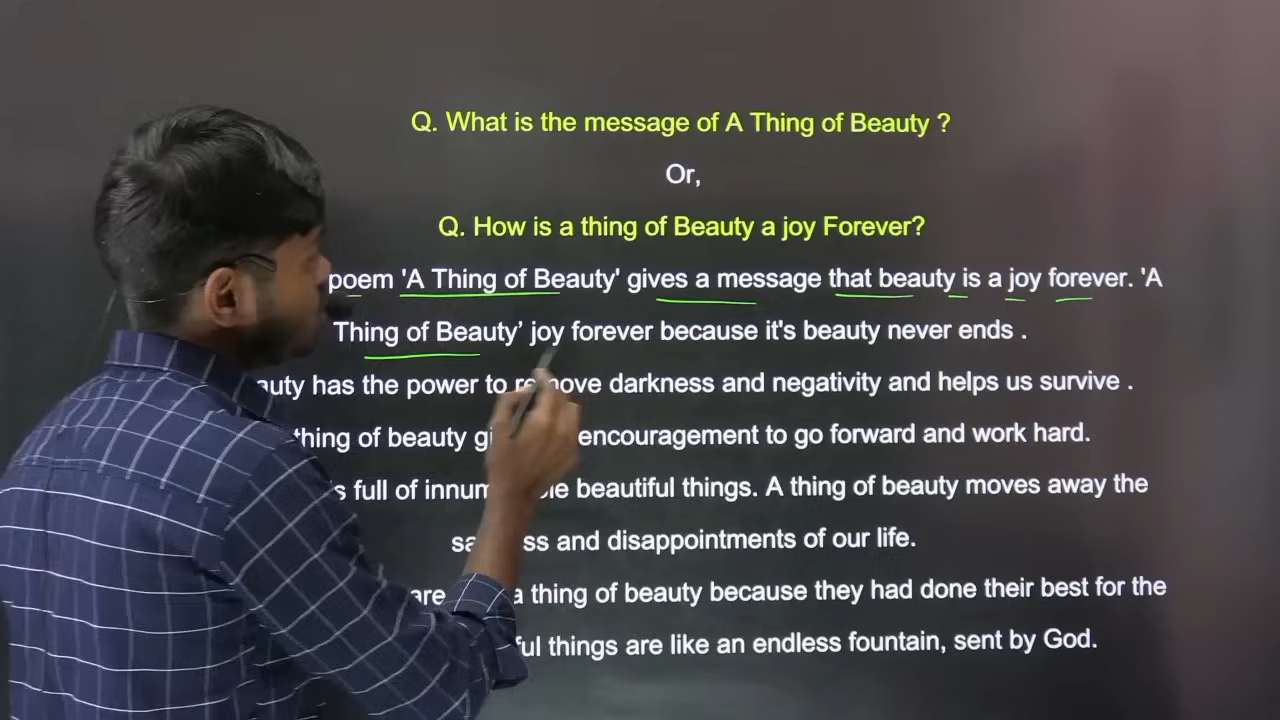 Q. What is the message of A Thing of Beauty ?
Or,
Q. How is a thing of Beauty a joy Forever?
poem 'A Thing of Beauty' gives a message that beauty is a joy forever. 'A
Thing of Beauty’ joy forever because it's beauty never ends .
has the power to remove darkness and negativity and helps us survive .
thing of beauty encouragement to go forward and work hard.
full of beautiful things. A thing of beauty moves away the
and disappointments of our life.
are a thing of beauty because they had done their best for the
things are like an endless fountain, sent by God.